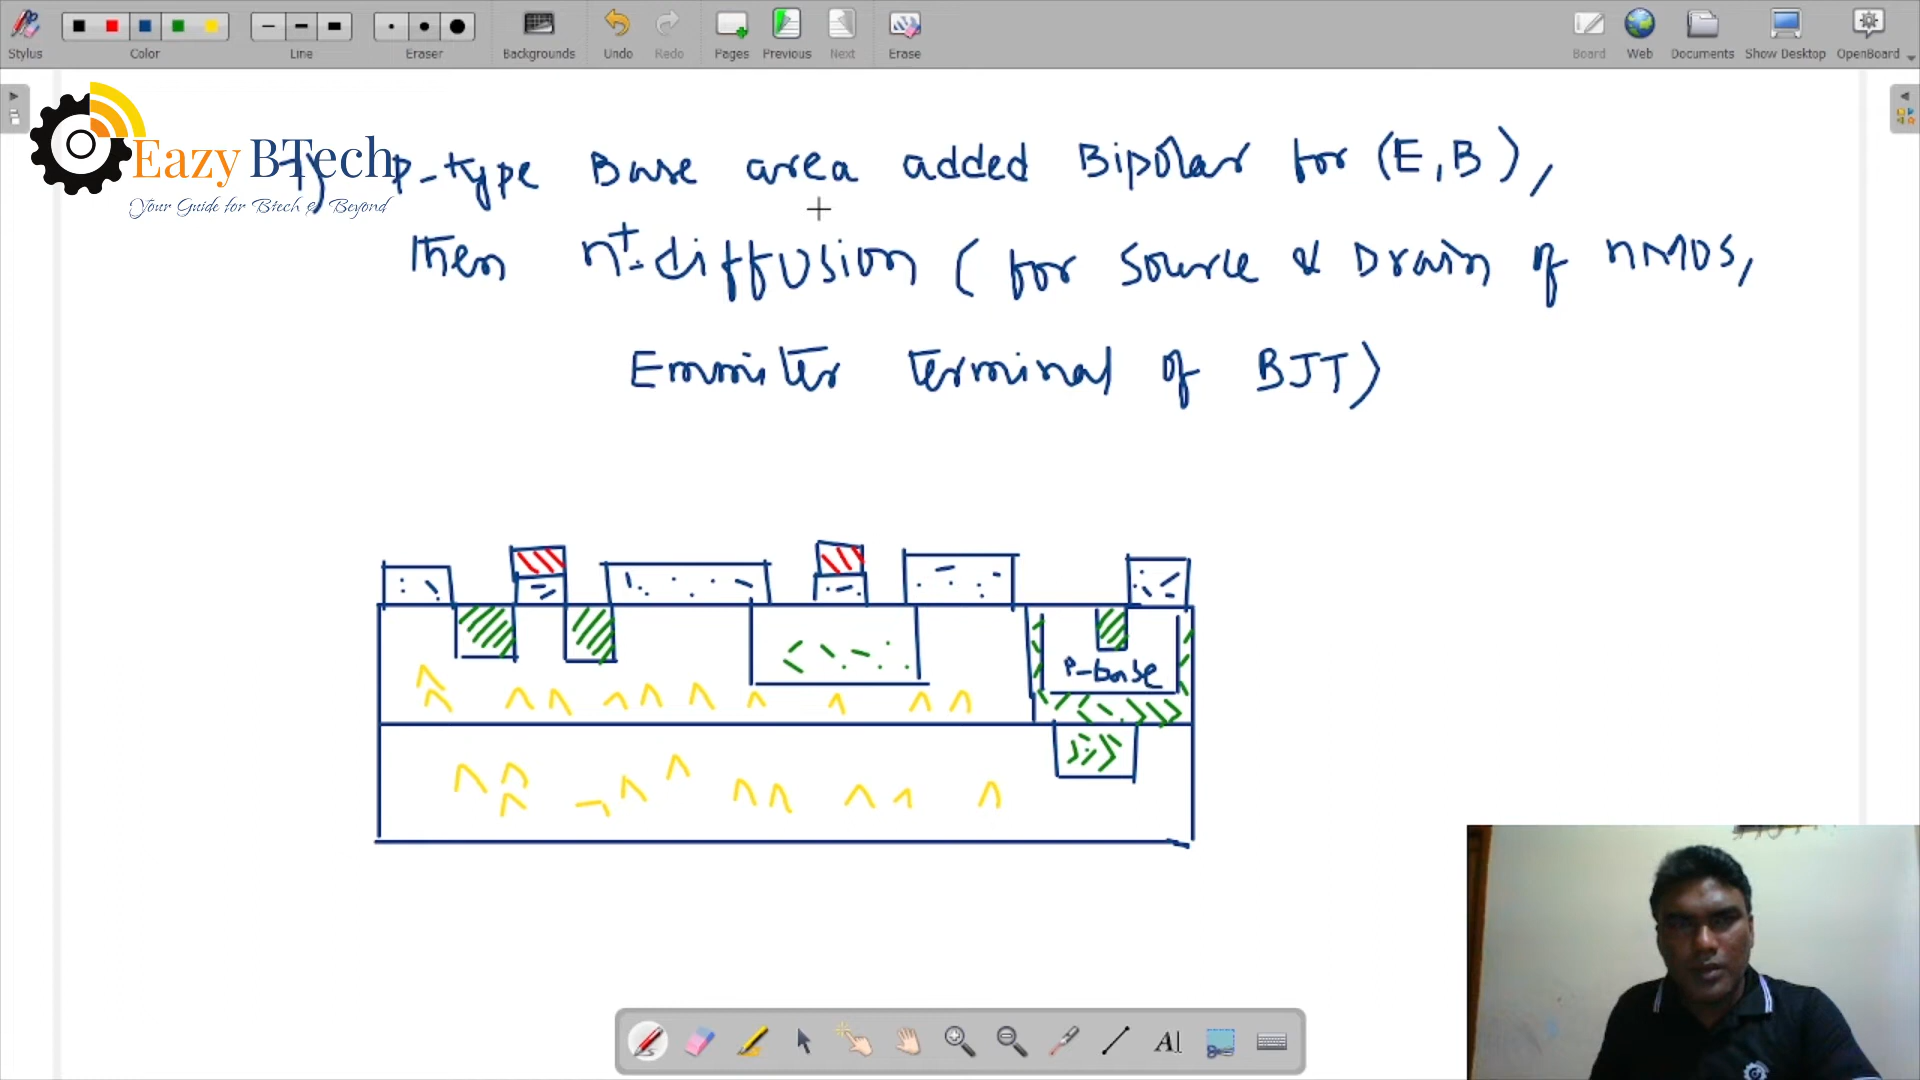 Stylus Color Line Eraser Backgrounds Undo Redo Pages Previous Next Erase Board Web Documents Show Desktop OpenBoard
Eazy BTech
Your Guide for Btech & Beyond
7) P-type Base area added Bipolar for (E, B),
then n+-diffusion ( for Source & Drain of nMOS,
Emmiter terminal of BJT)
P-base